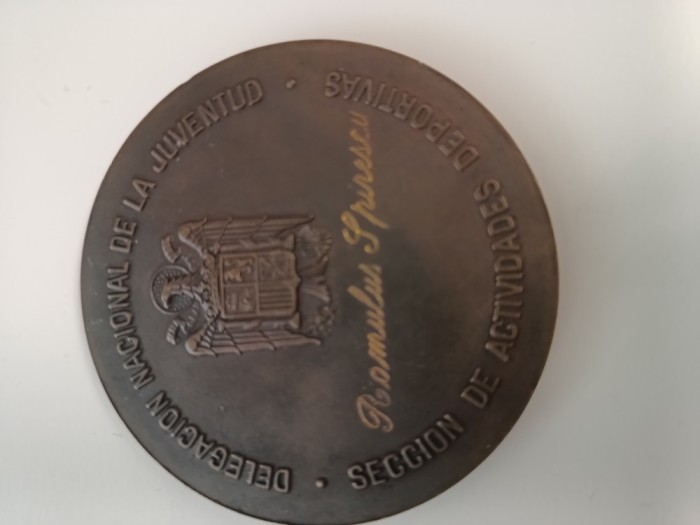 DELEGACION NACIONAL DE LA JUVENTUD
Romulus Spirescu
SECCION DE ACTIVIDADES DEPORTIVAS